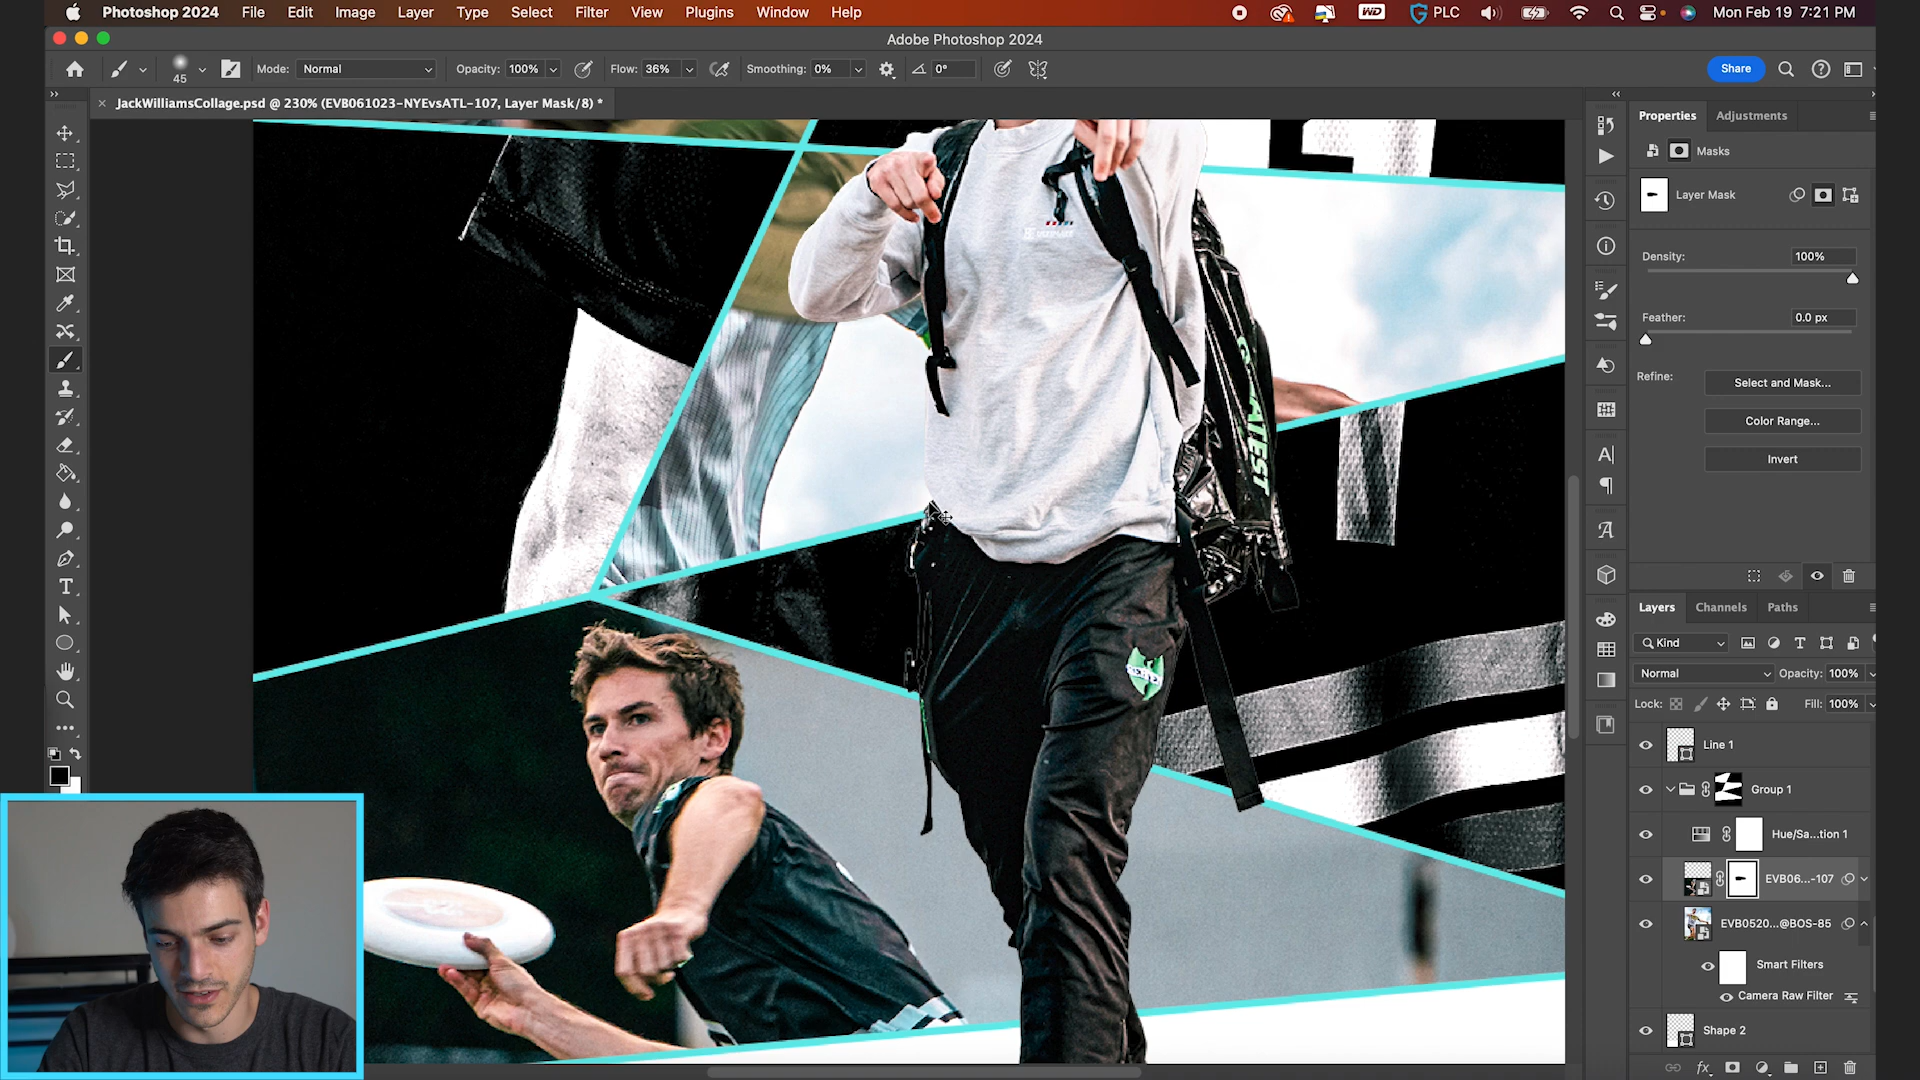 Photoshop 2024 File Edit Image Layer Type Select Filter View Plugins Window Help WD PLC Mon Feb 19 7:21 PM
Adobe Photoshop 2024
45 Mode: Normal Opacity: 100% Flow: 36% Smoothing: 0% 0° Share
JackWilliamsCollage.psd @ 230% (EVB061023-NYEvsATL-107, Layer Mask/8) *
Properties Adjustments
Masks
Layer Mask
Density: 100%
Feather: 0.0 px
Refine: Select and Mask...
Color Range...
Invert
Layers Channels Paths
Kind
Normal Opacity: 100%
Lock: Fill: 100%
Line 1
Group 1
Hue/Sa...tion 1
EVB06...-107
EVB0520...@BOS-85
Smart Filters
Camera Raw Filter
Shape 2